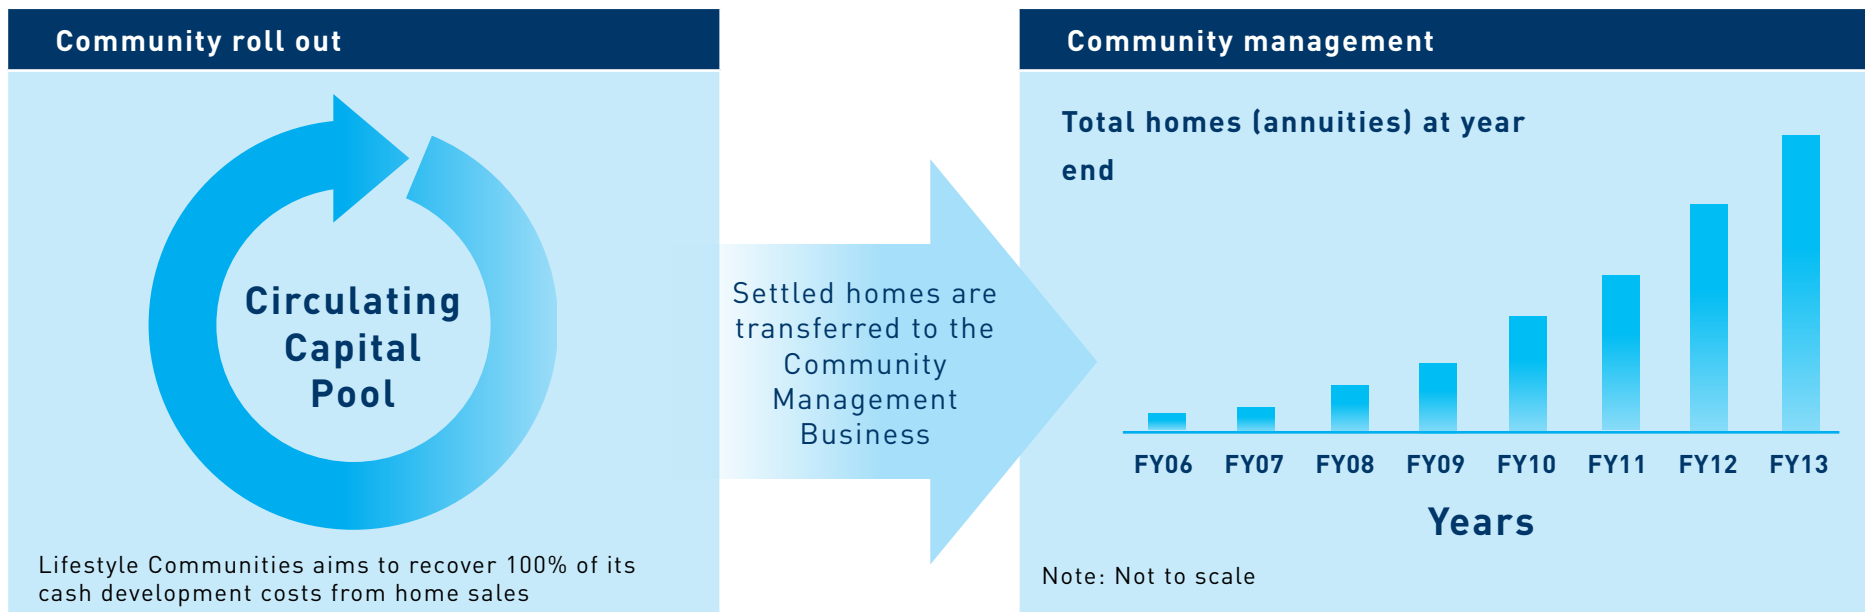 Community roll out
Circulating
Capital
Pool
Lifestyle Communities aims to recover 100% of its
cash development costs from home sales
Settled homes are
transferred to the
Community
Management
Business
Community management
Total homes (annuities) at year
end
FY06 FY07 FY08 FY09 FY10 FY11 FY12 FY13
Years
Note: Not to scale